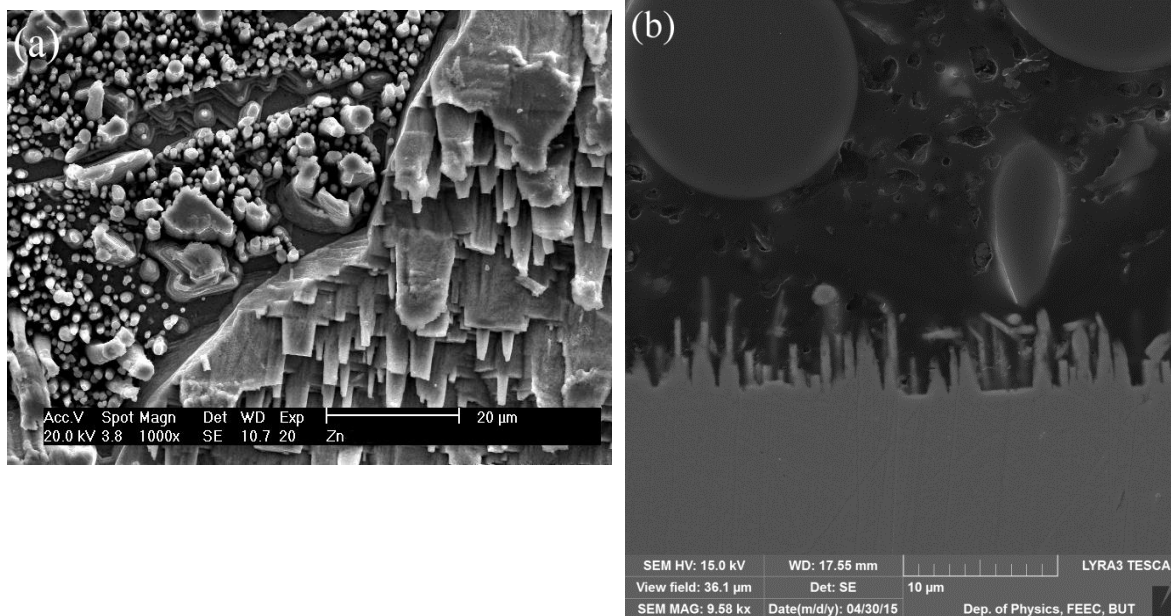 (a)
Acc.V Spot Magn Det WD Exp 20 µm
20.0 kV 3.8 1000x SE 10.7 20 Zn
(b)
SEM HV: 15.0 kV WD: 17.55 mm LYRA3 TESCA
View field: 36.1 µm Det: SE 10 µm
SEM MAG: 9.58 kx Date(m/d/y): 04/30/15 Dep. of Physics, FEEC, BUT